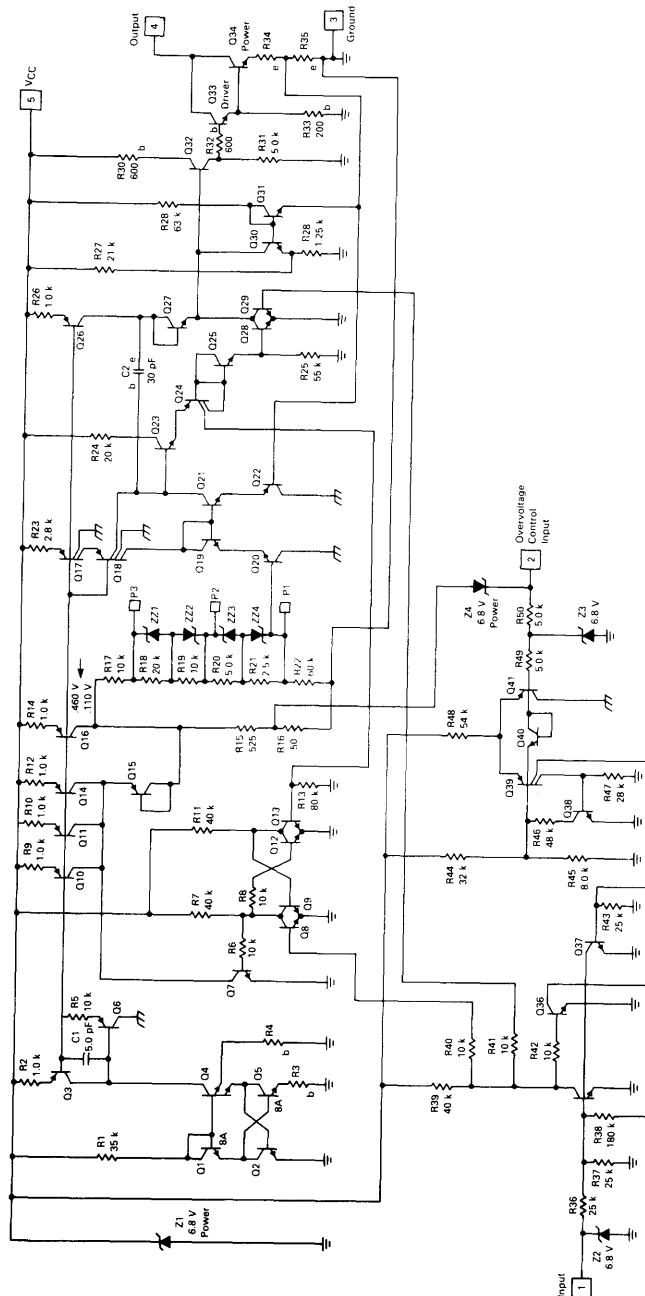 5
VCC
Output
4
Q34
Power
R34
e
R35
e
3
Ground
Q33
Driver
b
R32
600
R33
200
b
R30
600
b
Q32
R31
5.0 k
R28
63 k
Q31
Q30
R28
1.25 k
R27
21 k
R26
1.0 k
Q26
Q27
Q29
Q28
C2
e
b
30 pF
Q25
Q24
R25
55 k
Q23
R24
20 k
Q21
Q22
R23
2.8 k
Q17
Q18
Q19
Q20
P3
ZZ1
ZZ2
P2
ZZ3
ZZ4
P1
R17
10 k
R18
20 k
R19
10 k
R20
5.0 k
R21
2.5 k
R22
60 k
460 V
110 V
R14
1.0 k
Q16
R15
525
R16
50
R12
1.0 k
Q14
Q15
R10
1.0 k
Q11
R9
1.0 k
Q10
R11
40 k
Q13
Q12
R13
80 k
R8
10 k
R7
40 k
Q9
Q8
R6
10 k
Q7
R5
10 k
Q6
C1
5.0 pF
R2
1.0 k
Q3
Q4
R4
b
Q5
8A
R3
b
R1
35 k
Q1
8A
Q2
Z1
6.8 V
Power
Z4
6.8 V
Power
Overvoltage
Control
Input
2
R50
5.0 k
Z3
6.8 V
R49
5.0 k
Q41
Q40
R48
54 k
Q39
Q38
R47
28 k
R46
48 k
R44
32 k
R45
8.0 k
Q37
R43
25 k
Q36
R42
10 k
R41
10 k
R40
10 k
R39
40 k
R38
180 k
R37
25 k
R36
25 k
Z2
6.8 V
Input
1